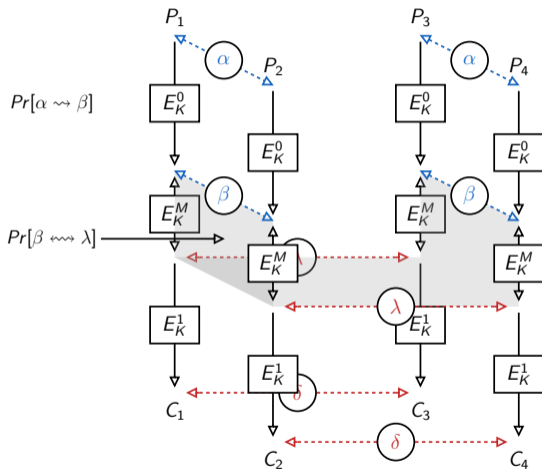 P₁ P₃
α α
P₂ P₄
E_K^0 E_K^0
Pr[α ⇝ β]
E_K^0 E_K^0
β β
E_K^M E_K^M
Pr[β ↭ λ]
E_K^M λ E_K^M
λ
E_K^1 E_K^1
E_K^1 E_K^1
δ
C₁ C₃
δ
C₂ C₄